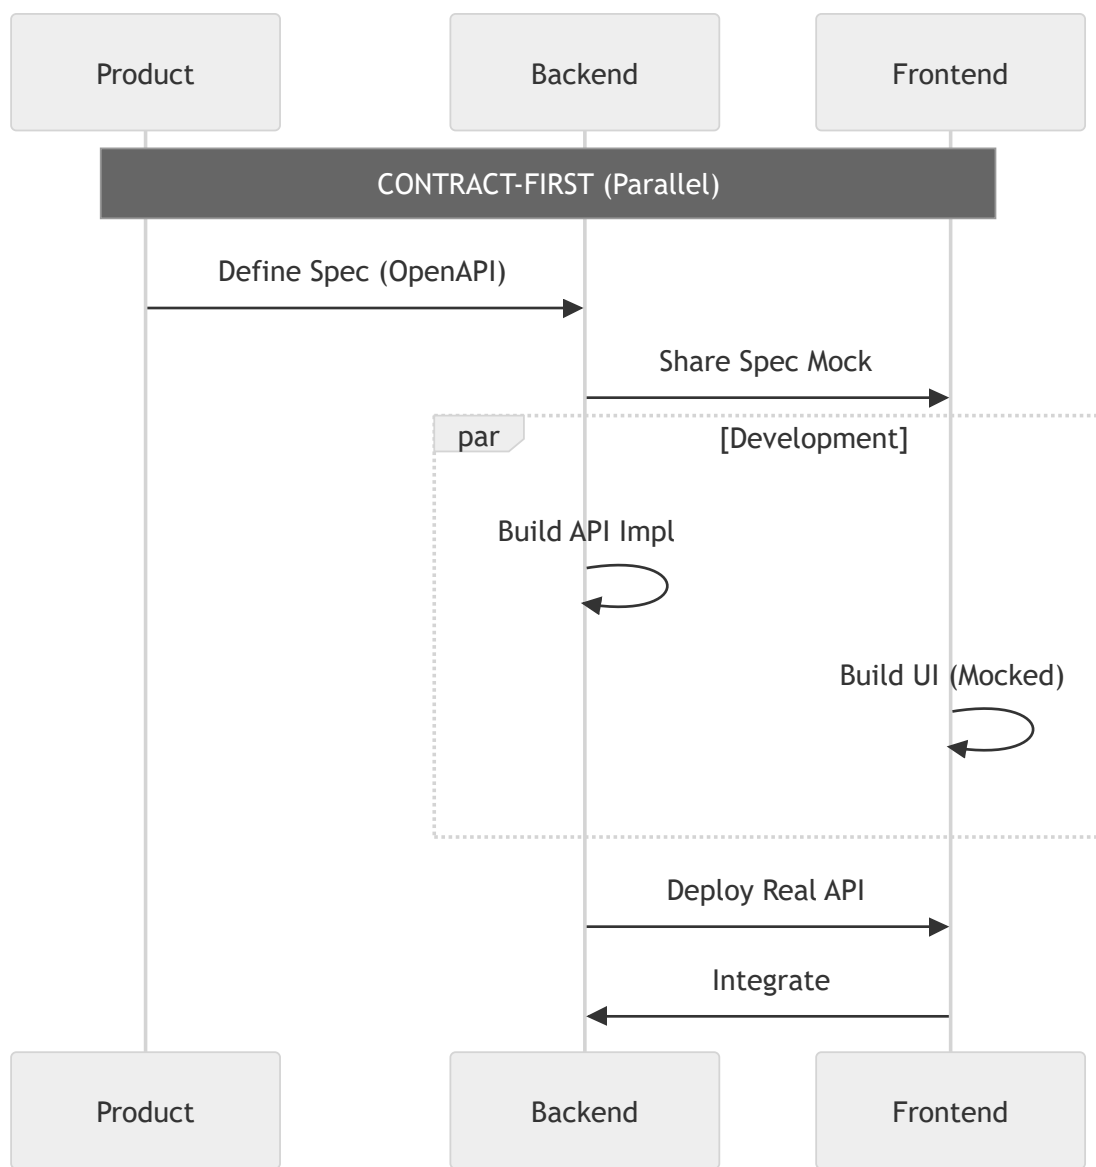 Product
Backend
Frontend
CONTRACT-FIRST (Parallel)
Define Spec (OpenAPI)
Share Spec Mock
par
[Development]
Build API Impl
Build UI (Mocked)
Deploy Real API
Integrate
Product
Backend
Frontend